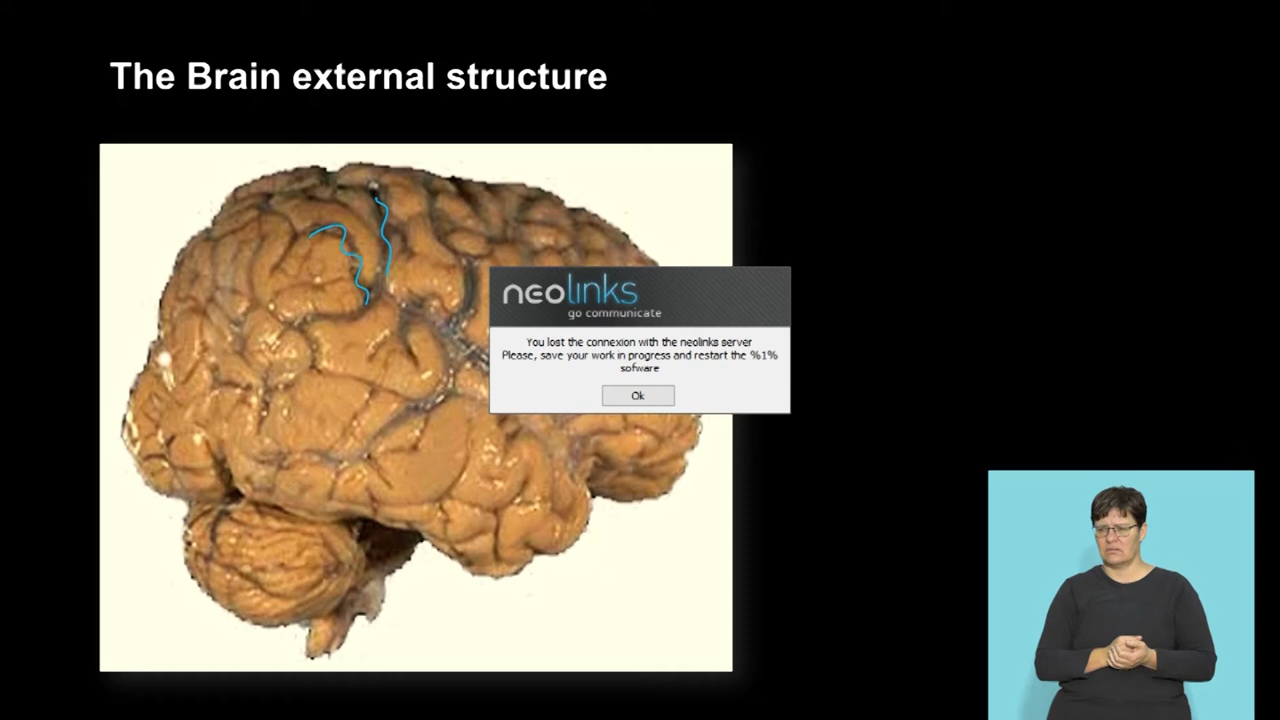 The Brain external structure
neolinks
go communicate
You lost the connexion with the neolinks server
Please, save your work in progress and restart the %1%
sofware
Ok